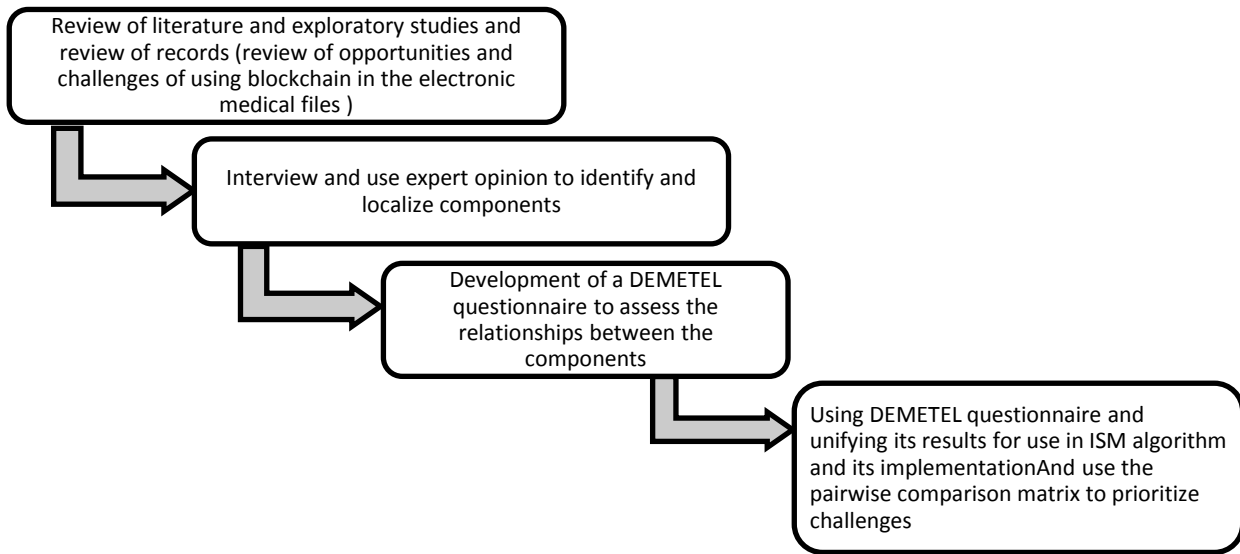 Review of literature and exploratory studies and
review of records (review of opportunities and
challenges of using blockchain in the electronic
medical files )
Interview and use expert opinion to identify and
localize components
Development of a DEMETEL
questionnaire to assess the
relationships between the
components
Using DEMETEL questionnaire and
unifying its results for use in ISM algorithm
and its implementationAnd use the
pairwise comparison matrix to prioritize
challenges